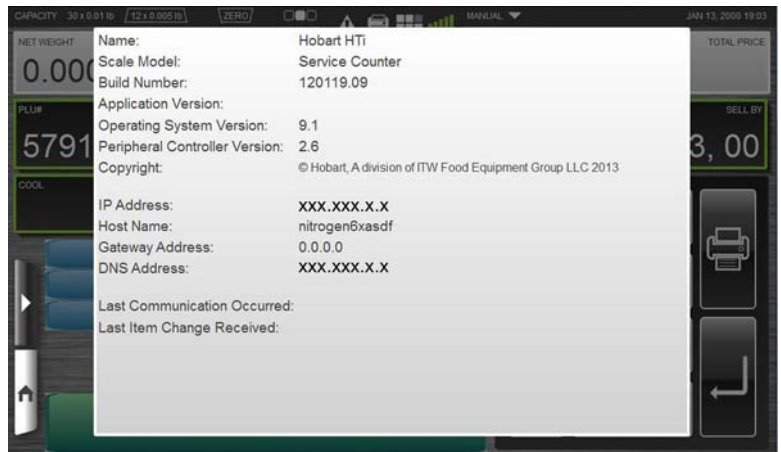 CAPACITY 30 x 0.01 lb 12 x 0.005 lb ZERO MANUAL JAN 13, 2000 19:03
NET WEIGHT
TOTAL PRICE
0.000
PLU#
SELL BY
5791
3, 00
COOL
Name: Hobart HTi
Scale Model: Service Counter
Build Number: 120119.09
Application Version:
Operating System Version: 9.1
Peripheral Controller Version: 2.6
Copyright: © Hobart, A division of ITW Food Equipment Group LLC 2013
IP Address: XXX.XXX.X.X
Host Name: nitrogen6xasdf
Gateway Address: 0.0.0.0
DNS Address: XXX.XXX.X.X
Last Communication Occurred:
Last Item Change Received: